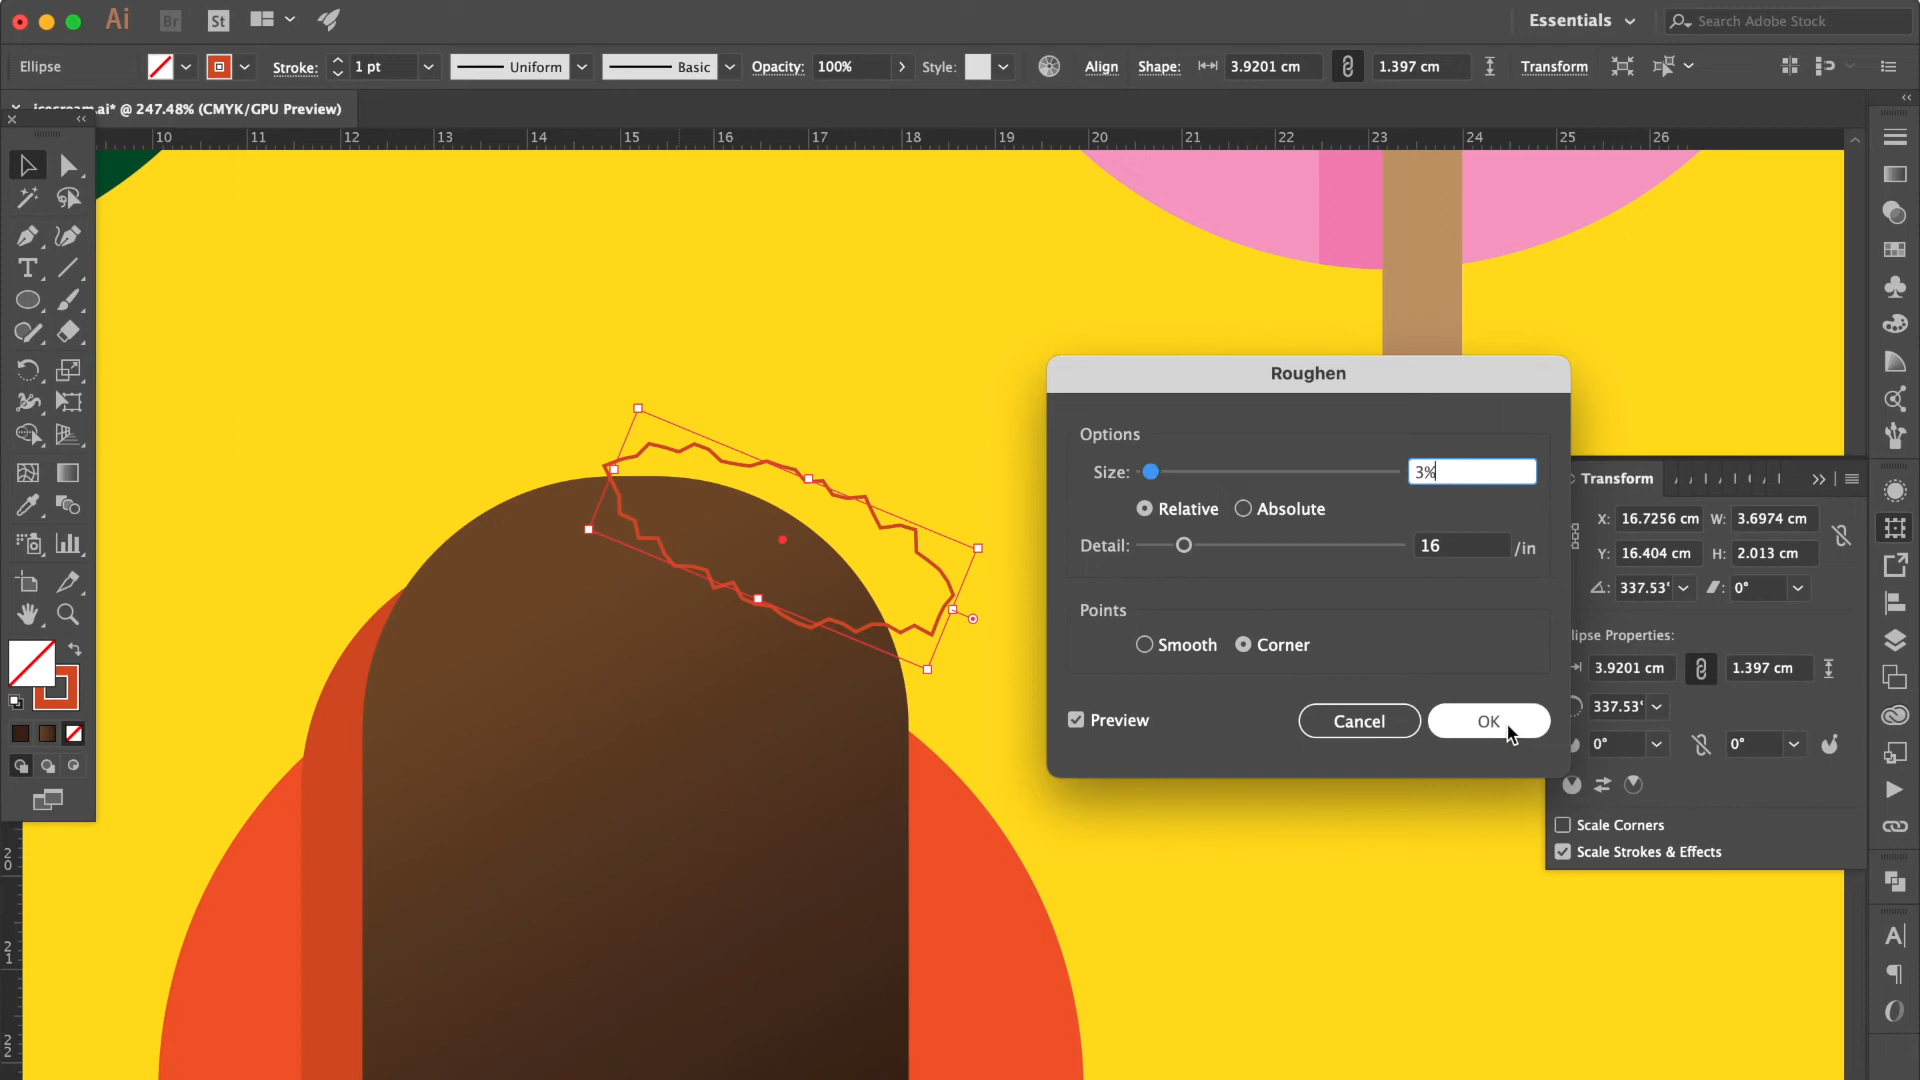 Ai Br St Essentials Search Adobe Stock
Ellipse Stroke: 1 pt Uniform Basic Opacity: 100% Style: Align Shape: 3.9201 cm 1.397 cm Transform
icecream.ai* @ 247.48% (CMYK/GPU Preview)
10 11 12 13 14 15 16 17 18 19 20 21 22 23 24 25 26
Roughen
Options
Size: 3%
Relative Absolute
Detail: 16 /in
Points
Smooth Corner
Preview Cancel OK
Transform
X: 16.7256 cm W: 3.6974 cm
Y: 16.404 cm H: 2.013 cm
337.53° 0°
lipse Properties:
3.9201 cm 1.397 cm
337.53°
0° 0°
Scale Corners
Scale Strokes & Effects
20
21
22